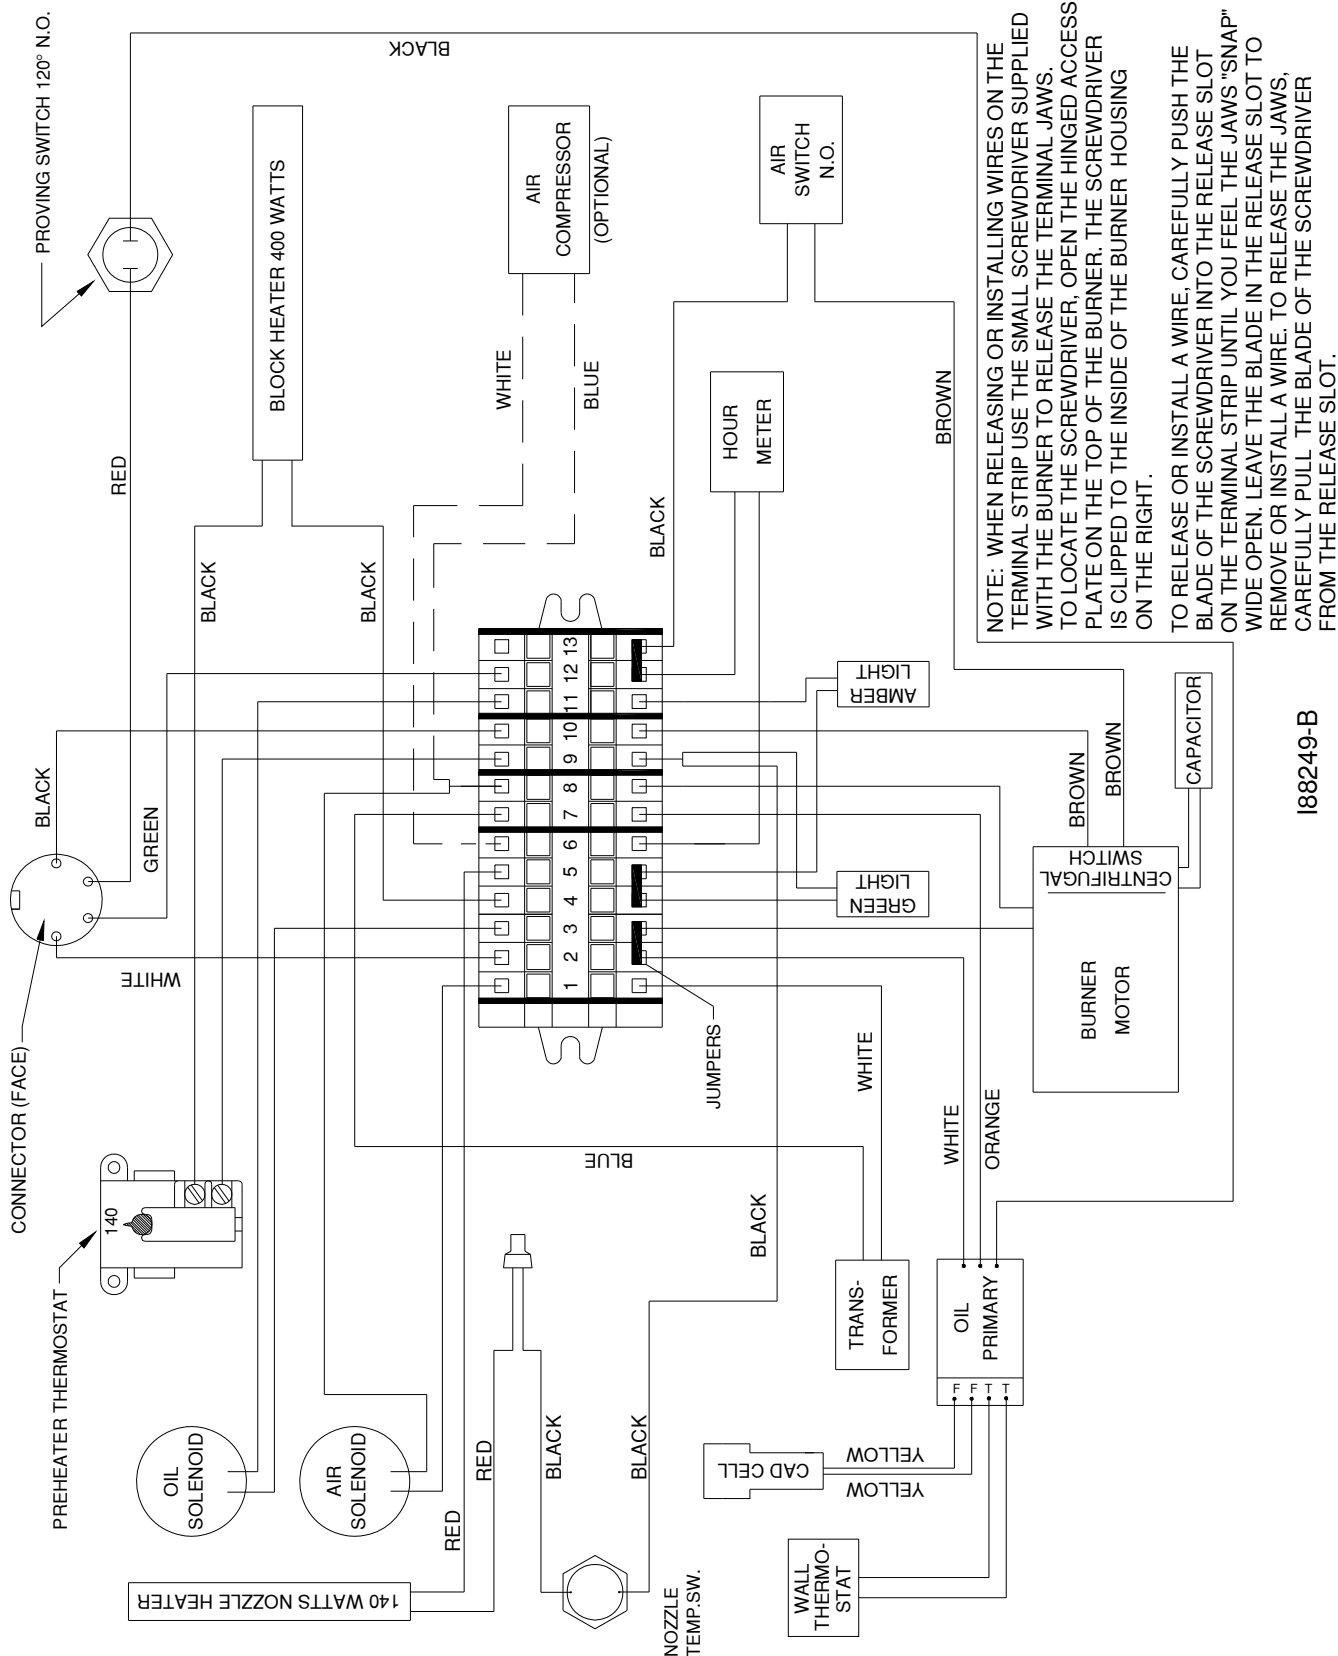 PROVING SWITCH 120° N.O.
BLACK
RED
BLOCK HEATER 400 WATTS
BLACK
BLACK
AIR
COMPRESSOR
(OPTIONAL)
WHITE
BLUE
AIR
SWITCH
N.O.
BLACK
BROWN
HOUR
METER
CONNECTOR (FACE)
BLACK
GREEN
WHITE
1
2
3
4
5
6
7
8
9
10
11
12
13
JUMPERS
AMBER
LIGHT
GREEN
LIGHT
CAPACITOR
BROWN
BROWN
CENTRIFUGAL
SWITCH
BURNER
MOTOR
PREHEATER THERMOSTAT
140
BLUE
WHITE
WHITE
ORANGE
BLACK
TRANS-
FORMER
OIL
PRIMARY
F
F
T
T
OIL
SOLENOID
AIR
SOLENOID
RED
RED
BLACK
BLACK
140 WATTS NOZZLE HEATER
NOZZLE
TEMP.SW.
CAD CELL
YELLOW
YELLOW
WALL
THERMO-
STAT
NOTE: WHEN RELEASING OR INSTALLING WIRES ON THE
TERMINAL STRIP USE THE SMALL SCREWDRIVER SUPPLIED
WITH THE BURNER TO RELEASE THE TERMINAL JAWS.
TO LOCATE THE SCREWDRIVER, OPEN THE HINGED ACCESS
PLATE ON THE TOP OF THE BURNER. THE SCREWDRIVER
IS CLIPPED TO THE INSIDE OF THE BURNER HOUSING
ON THE RIGHT.
TO RELEASE OR INSTALL A WIRE, CAREFULLY PUSH THE
BLADE OF THE SCREWDRIVER INTO THE RELEASE SLOT
ON THE TERMINAL STRIP UNTIL YOU FEEL THE JAWS "SNAP"
WIDE OPEN. LEAVE THE BLADE IN THE RELEASE SLOT TO
REMOVE OR INSTALL A WIRE. TO RELEASE THE JAWS,
CAREFULLY PULL THE BLADE OF THE SCREWDRIVER
FROM THE RELEASE SLOT.
I88249-B